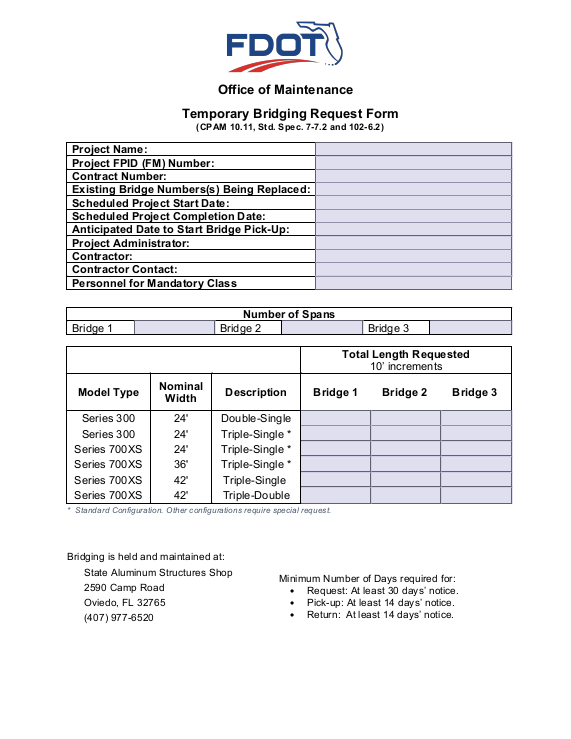 FDOT
Office of Maintenance
Temporary Bridging Request Form
(CPAM 10.11, Std. Spec. 7-7.2 and 102-6.2)
Project Name:
Project FPID (FM) Number:
Contract Number:
Existing Bridge Numbers(s) Being Replaced:
Scheduled Project Start Date:
Scheduled Project Completion Date:
Anticipated Date to Start Bridge Pick-Up:
Project Administrator:
Contractor:
Contractor Contact:
Personnel for Mandatory Class
Number of Spans
Bridge 1 Bridge 2 Bridge 3
Total Length Requested
10' increments
Model Type Nominal Width Description Bridge 1 Bridge 2 Bridge 3
Series 300 24' Double-Single
Series 300 24' Triple-Single *
Series 700XS 24' Triple-Single *
Series 700XS 36' Triple-Single *
Series 700XS 42' Triple-Single
Series 700XS 42' Triple-Double
* Standard Configuration. Other configurations require special request.
Bridging is held and maintained at:
State Aluminum Structures Shop
2590 Camp Road
Oviedo, FL 32765
(407) 977-6520
Minimum Number of Days required for:
• Request: At least 30 days' notice.
• Pick-up: At least 14 days' notice.
• Return: At least 14 days' notice.